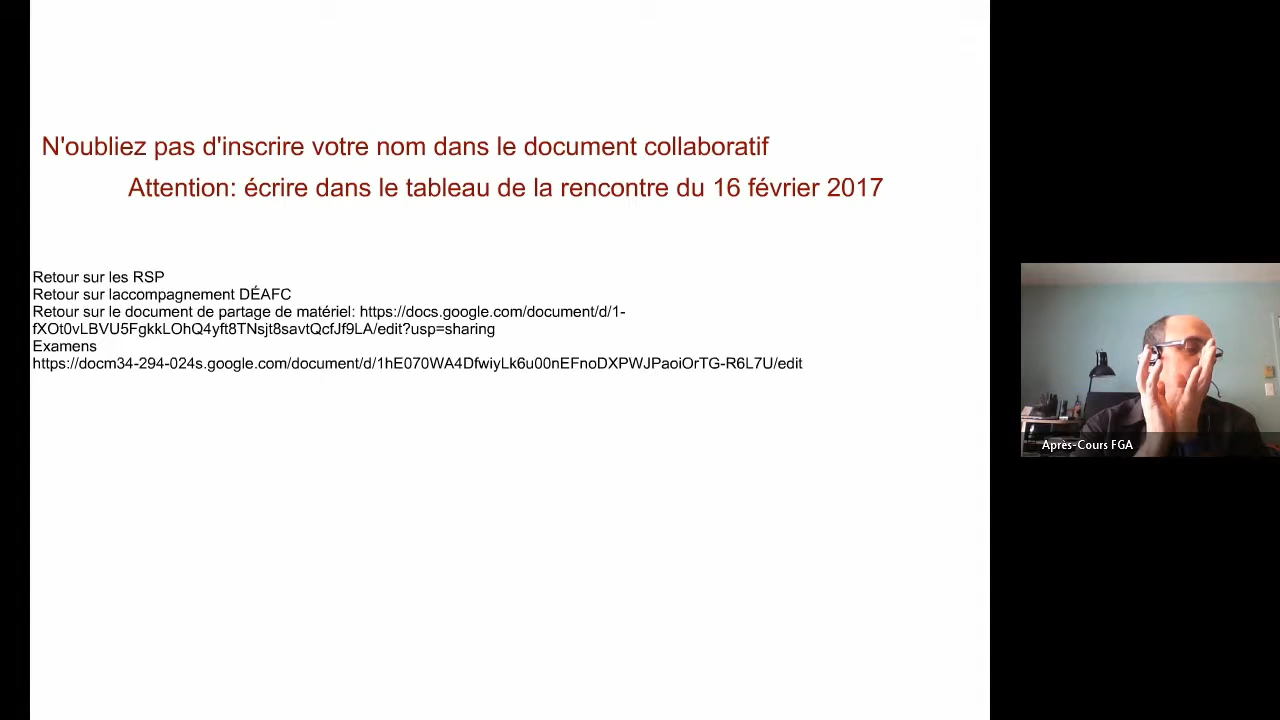 N'oubliez pas d'inscrire votre nom dans le document collaboratif
Attention: écrire dans le tableau de la rencontre du 16 février 2017
Retour sur les RSP
Retour sur laccompagnement DÉAFC
Retour sur le document de partage de matériel: https://docs.google.com/document/d/1-
fXOt0vLBVU5FgkkLOhQ4yft8TNsjt8savtQcfJf9LA/edit?usp=sharing
Examens
https://docm34-294-024s.google.com/document/d/1hE070WA4DfwiyLk6u00nEFnoDXPWJPaoiOrTG-R6L7U/edit
Après-Cours FGA